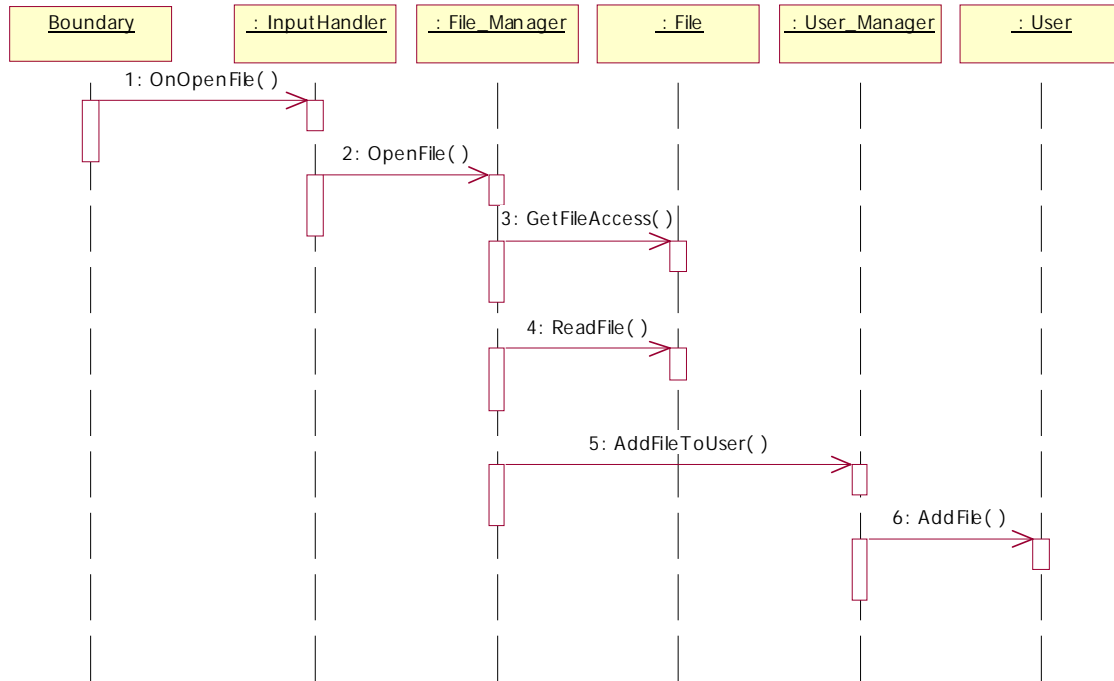 Boundary
: InputHandler
: File_Manager
: File
: User_Manager
: User
1: OnOpenFile( )
2: OpenFile( )
3: GetFileAccess( )
4: ReadFile( )
5: AddFileToUser( )
6: AddFile( )